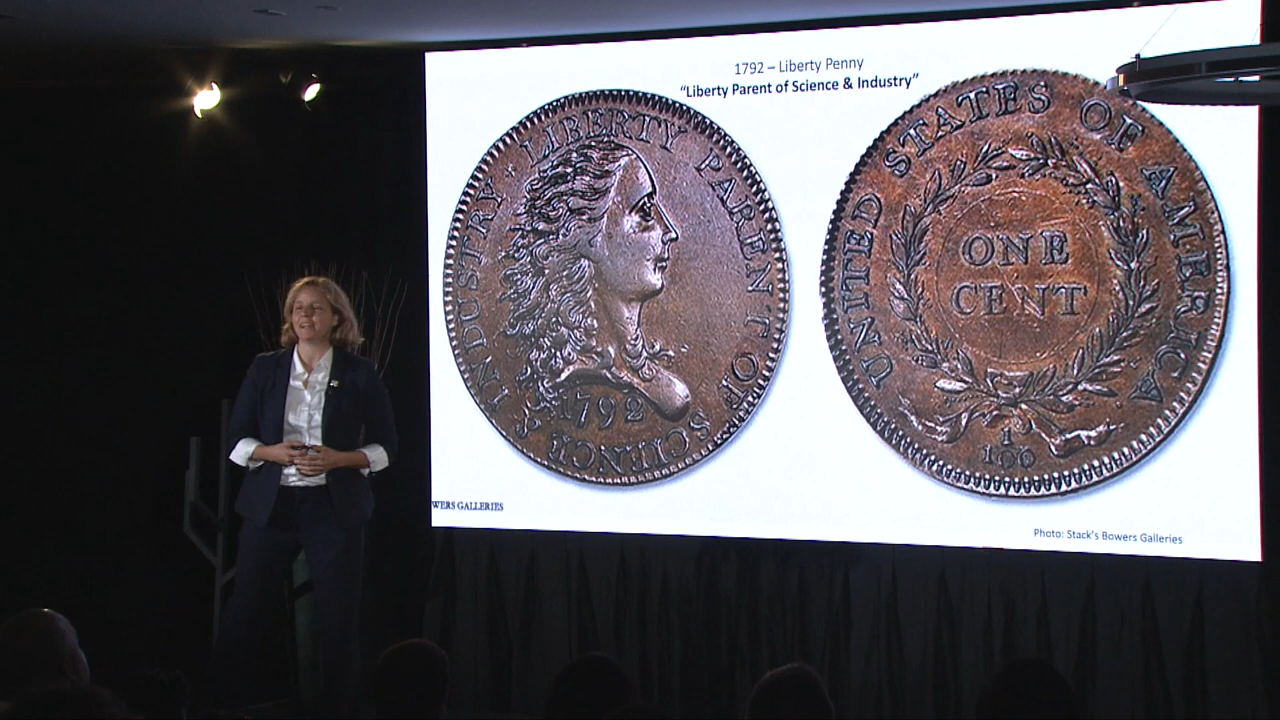 1792 – Liberty Penny
“Liberty Parent of Science & Industry”
LIBERTY PARENT OF SCIENCE & INDUSTRY
1792
UNITED STATES OF AMERICA
ONE
CENT
1
100
WERS GALLERIES
Photo: Stack's Bowers Galleries